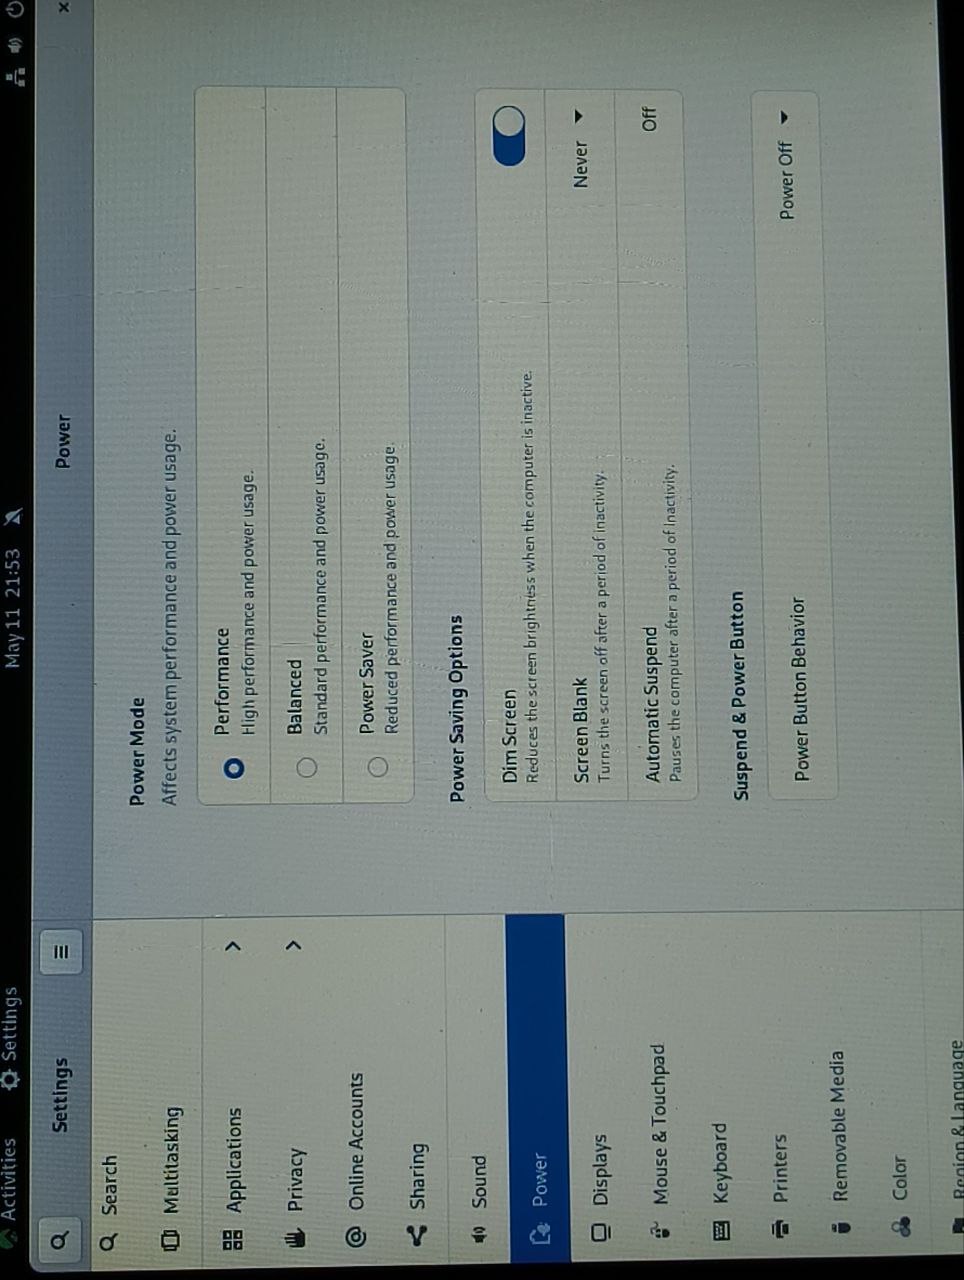 Activities
Settings
May 11 21:53
Settings
Power
×
Search
Multitasking
Applications
Privacy
Online Accounts
Sharing
Sound
Power
Displays
Mouse & Touchpad
Keyboard
Printers
Removable Media
Color
Region & Language
Power Mode
Affects system performance and power usage.
Performance
High performance and power usage.
Balanced
Standard performance and power usage.
Power Saver
Reduced performance and power usage.
Power Saving Options
Dim Screen
Reduces the screen brightness when the computer is inactive.
Screen Blank
Turns the screen off after a period of inactivity.
Never
Automatic Suspend
Pauses the computer after a period of inactivity.
Off
Suspend & Power Button
Power Button Behavior
Power Off